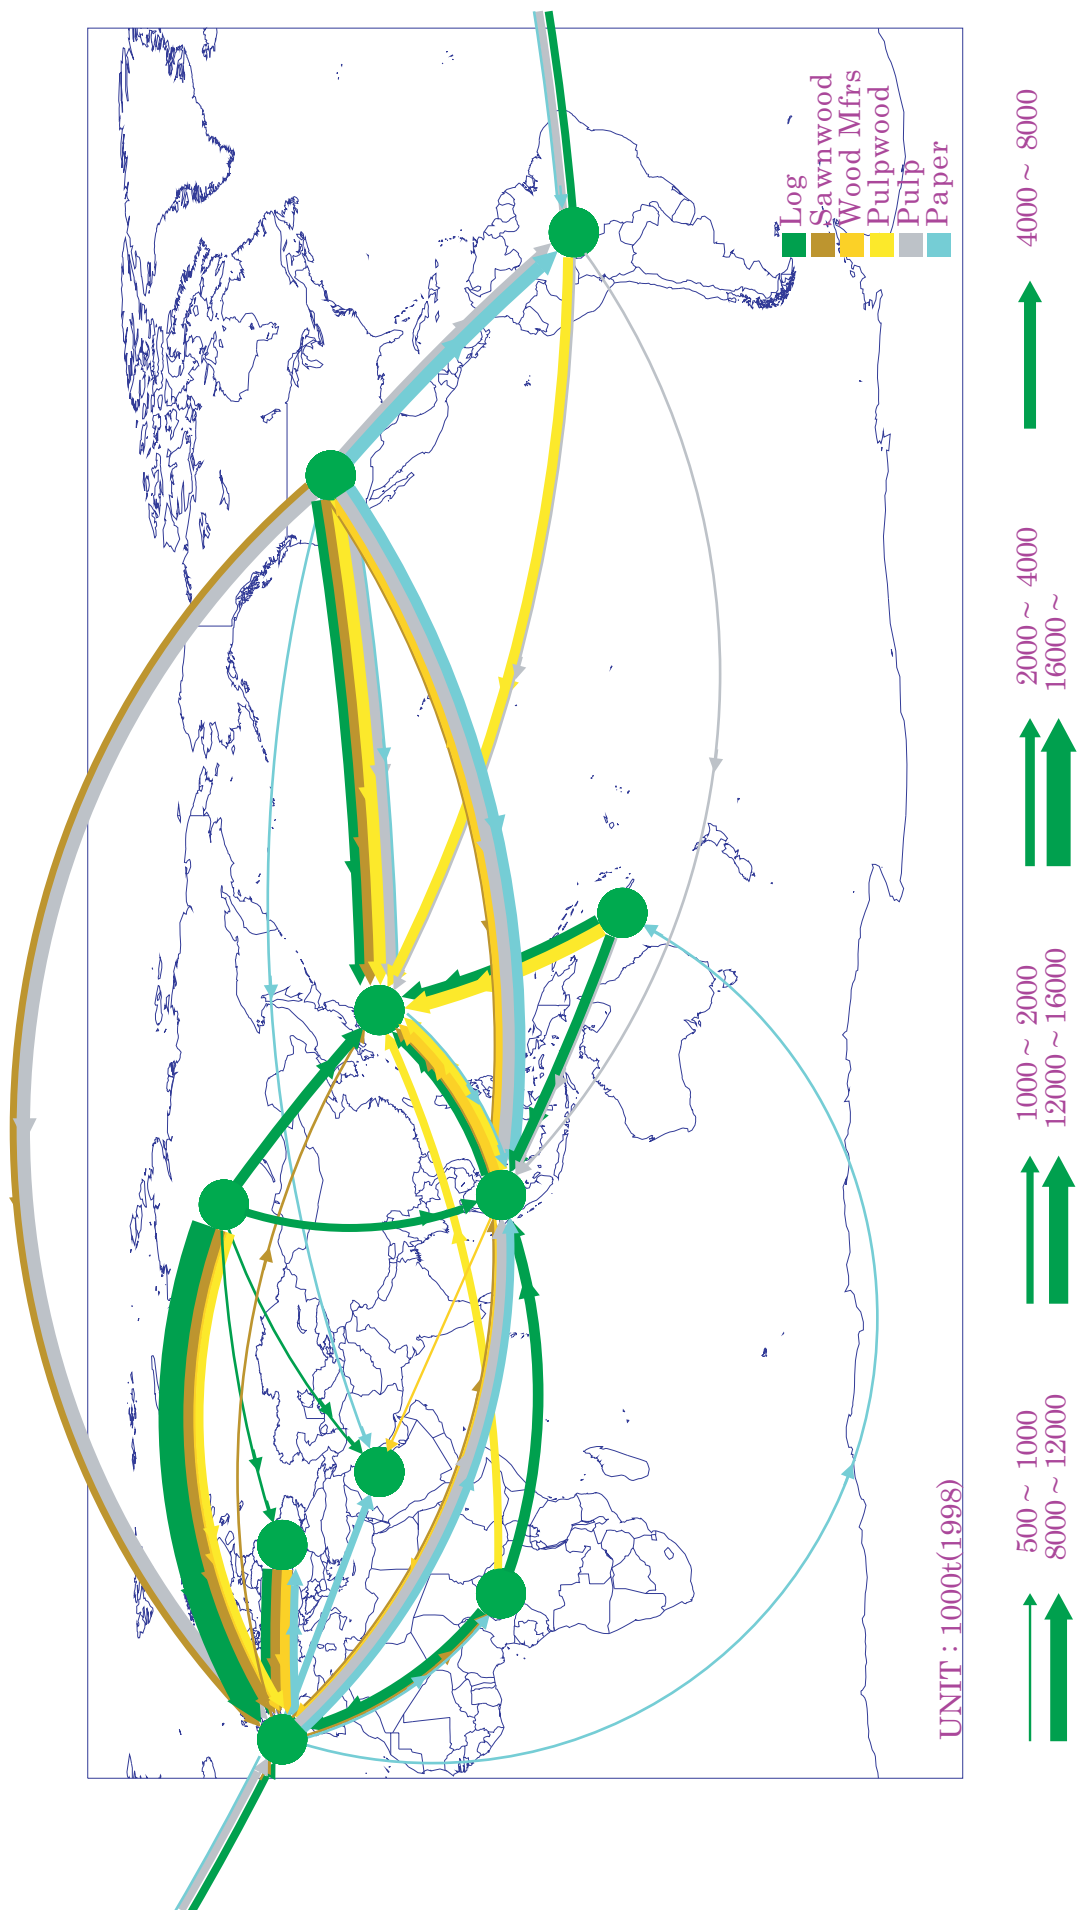 Log
Sawnwood
Wood Mfrs
Pulpwood
Pulp
Paper
UNIT : 1000t(1998)
500 ~ 1000
1000 ~ 2000
2000 ~ 4000
4000 ~ 8000
8000 ~ 12000
12000 ~ 16000
16000 ~